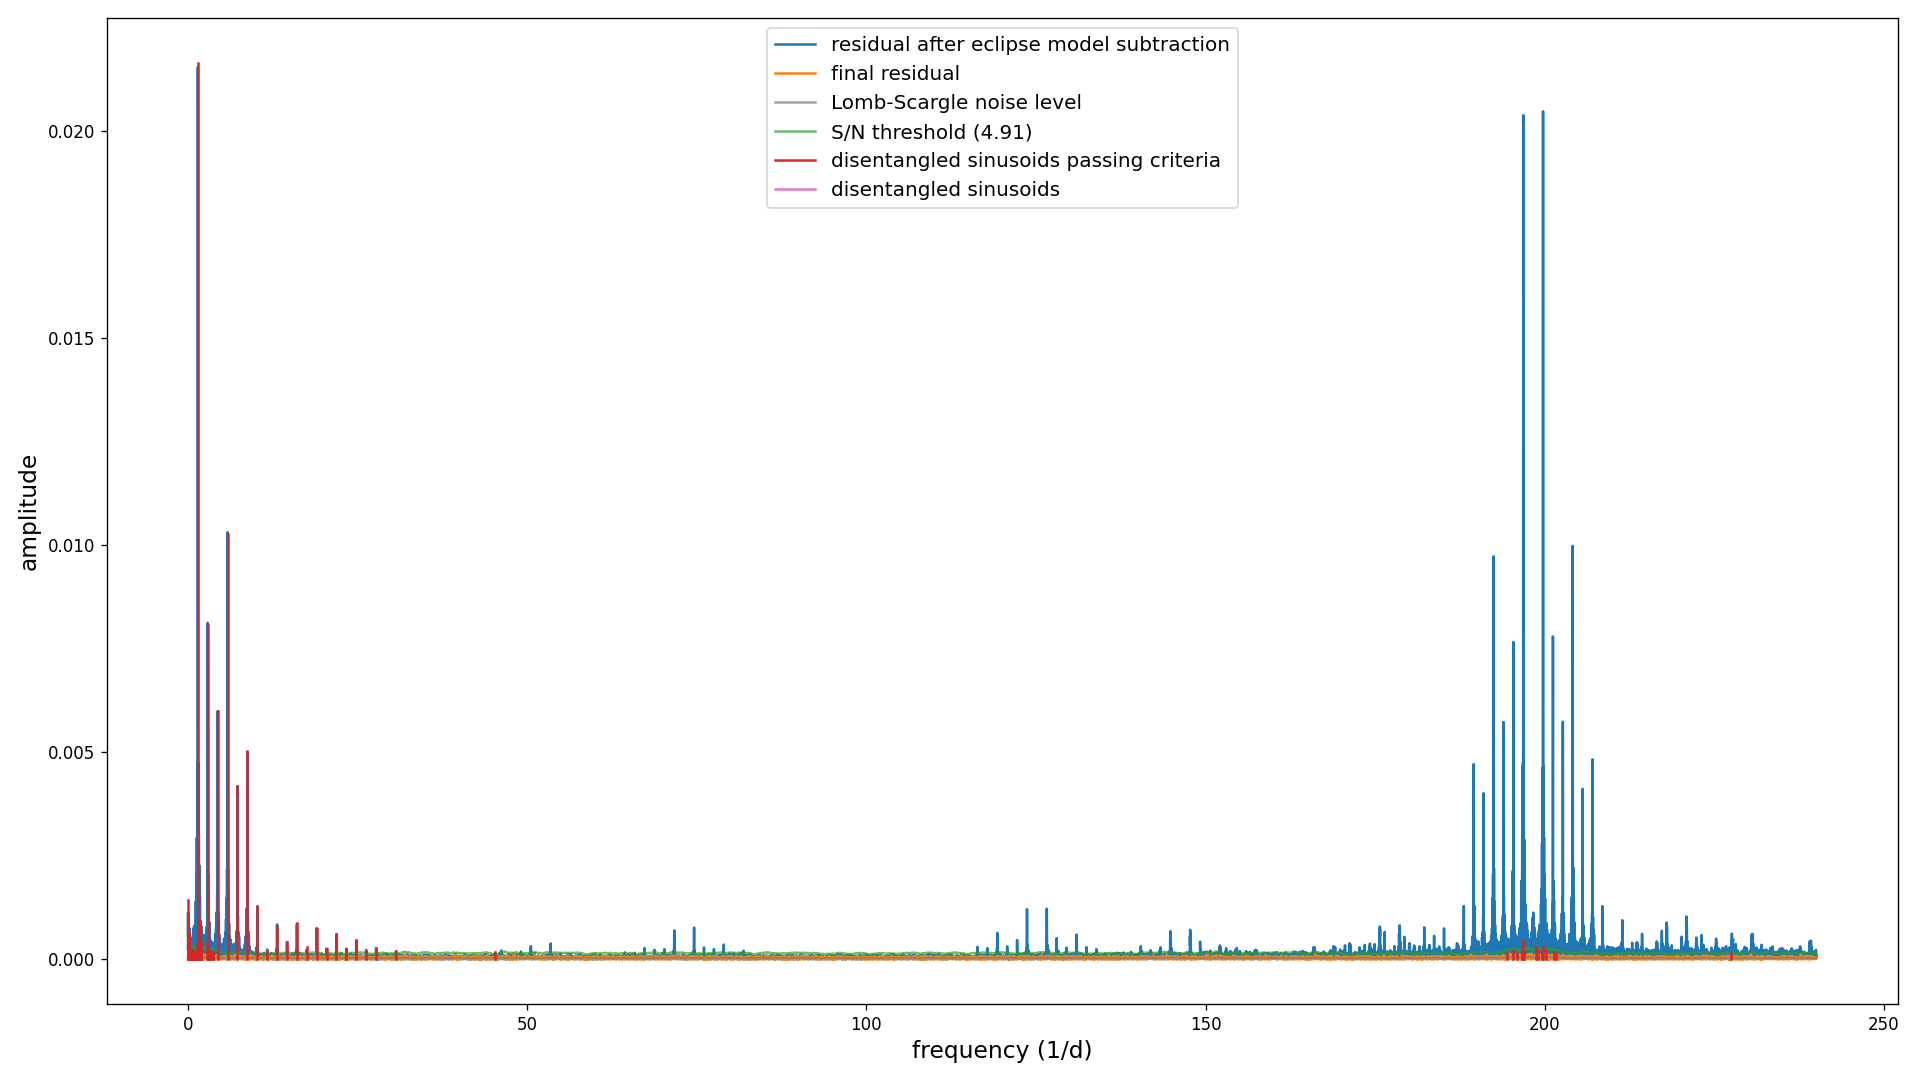 residual after eclipse model subtraction
final residual
Lomb-Scargle noise level
S/N threshold (4.91)
disentangled sinusoids passing criteria
disentangled sinusoids
0.020
0.015
0.010
0.005
0.000
amplitude
0 50 100 150 200 250
frequency (1/d)